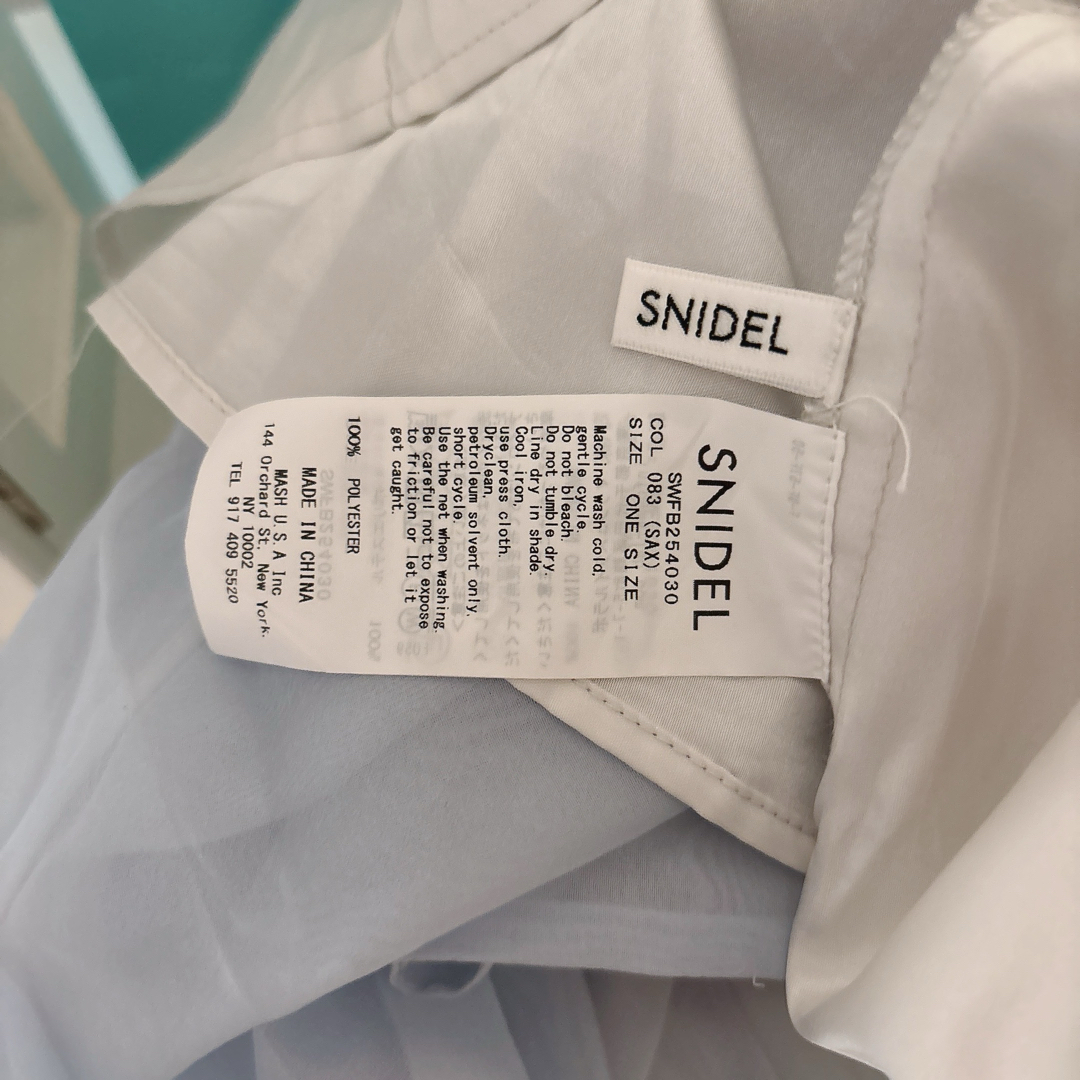 SNIDEL
SNIDEL
SWFB254030
COL 083 (SAX)
SIZE ONE SIZE
Machine wash cold,
gentle cycle.
Do not bleach.
Do not tumble dry.
Line dry in shade.
Cool iron,
use press cloth.
Dryclean,
petroleum solvent only,
short cycle.
Use the net when washing.
Be careful not to expose
to friction or let it
get caught.
100% POLYESTER
MADE IN CHINA
MASH U.S.A Inc
144 Orchard St, New York.
NY 10002
TEL 917 409 5520